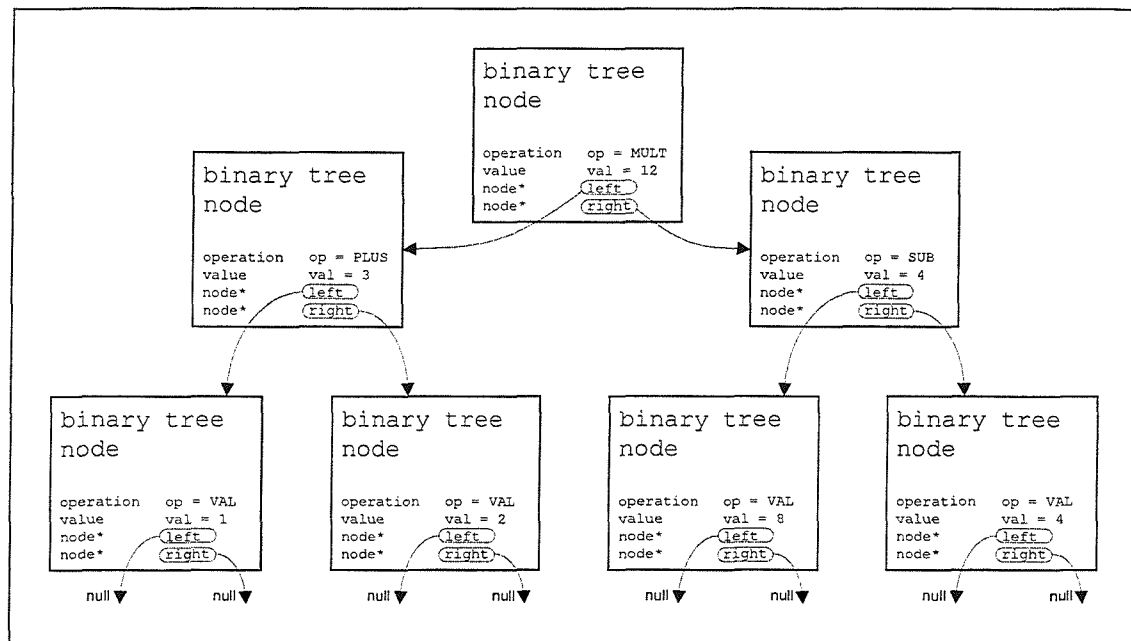 binary tree
node
operation op = MULT
value val = 12
node* left
node* right
binary tree
node
operation op = PLUS
value val = 3
node* left
node* right
binary tree
node
operation op = SUB
value val = 4
node* left
node* right
binary tree
node
operation op = VAL
value val = 1
node* left
node* right
null null
binary tree
node
operation op = VAL
value val = 2
node* left
node* right
null null
binary tree
node
operation op = VAL
value val = 8
node* left
node* right
null null
binary tree
node
operation op = VAL
value val = 4
node* left
node* right
null null